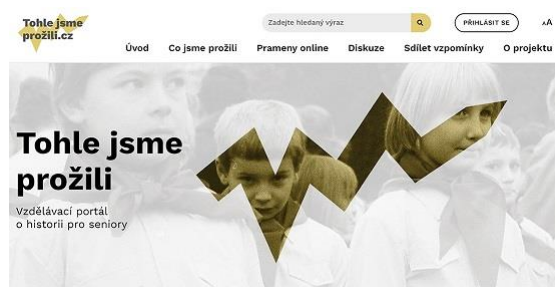 Tohle jsme
prožili.cz
Zadejte hledaný výraz
PŘIHLÁSIT SE
AA
Úvod Co jsme prožili Prameny online Diskuze Sdílet vzpomínky O projektu
Tohle jsme
prožili
Vzdělávací portál
o historii pro seniory